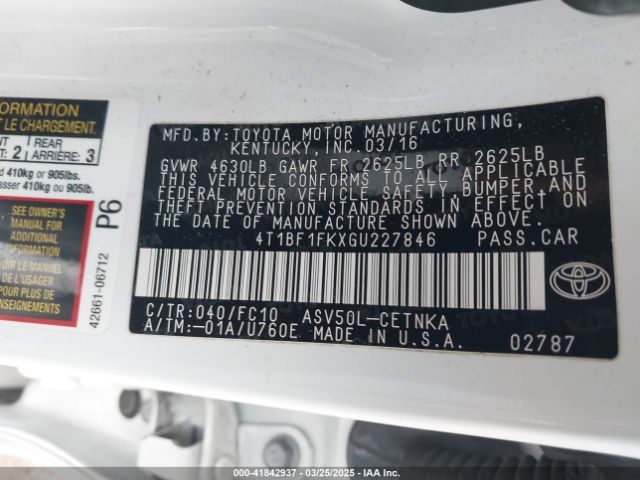 ORMATION
T LE CHARGEMENT.
NT 2 REAR 3
T: ARRIÈRE:
d 410kg or 905lbs.
asser 410kg ou 905lb.
SEE OWNER'S
MANUAL FOR
ADDITIONAL
INFORMATION
LE MANUEL
DE L'USAGER
POUR PLUS DE
RENSEIGNEMENTS
P6
42661-06712
MFD.BY:TOYOTA MOTOR MANUFACTURING,
KENTUCKY,INC.03/16
GVWR 4630LB GAWR FR 2625LB RR 2625LB
THIS VEHICLE CONFORMS TO ALL APPLICABLE
FEDERAL MOTOR VEHICLE SAFETY,BUMPER,AND
THEFT PREVENTION STANDARDS IN EFFECT ON
THE DATE OF MANUFACTURE SHOWN ABOVE.
4T1BF1FKXGU227846 PASS.CAR
C/TR:040/FC10 ASV50L-CETNKA
A/TM:-01A/U760E MADE IN U.S.A. 02787
TOYOTA
000-41842937 - 03/25/2025 - IAA Inc.